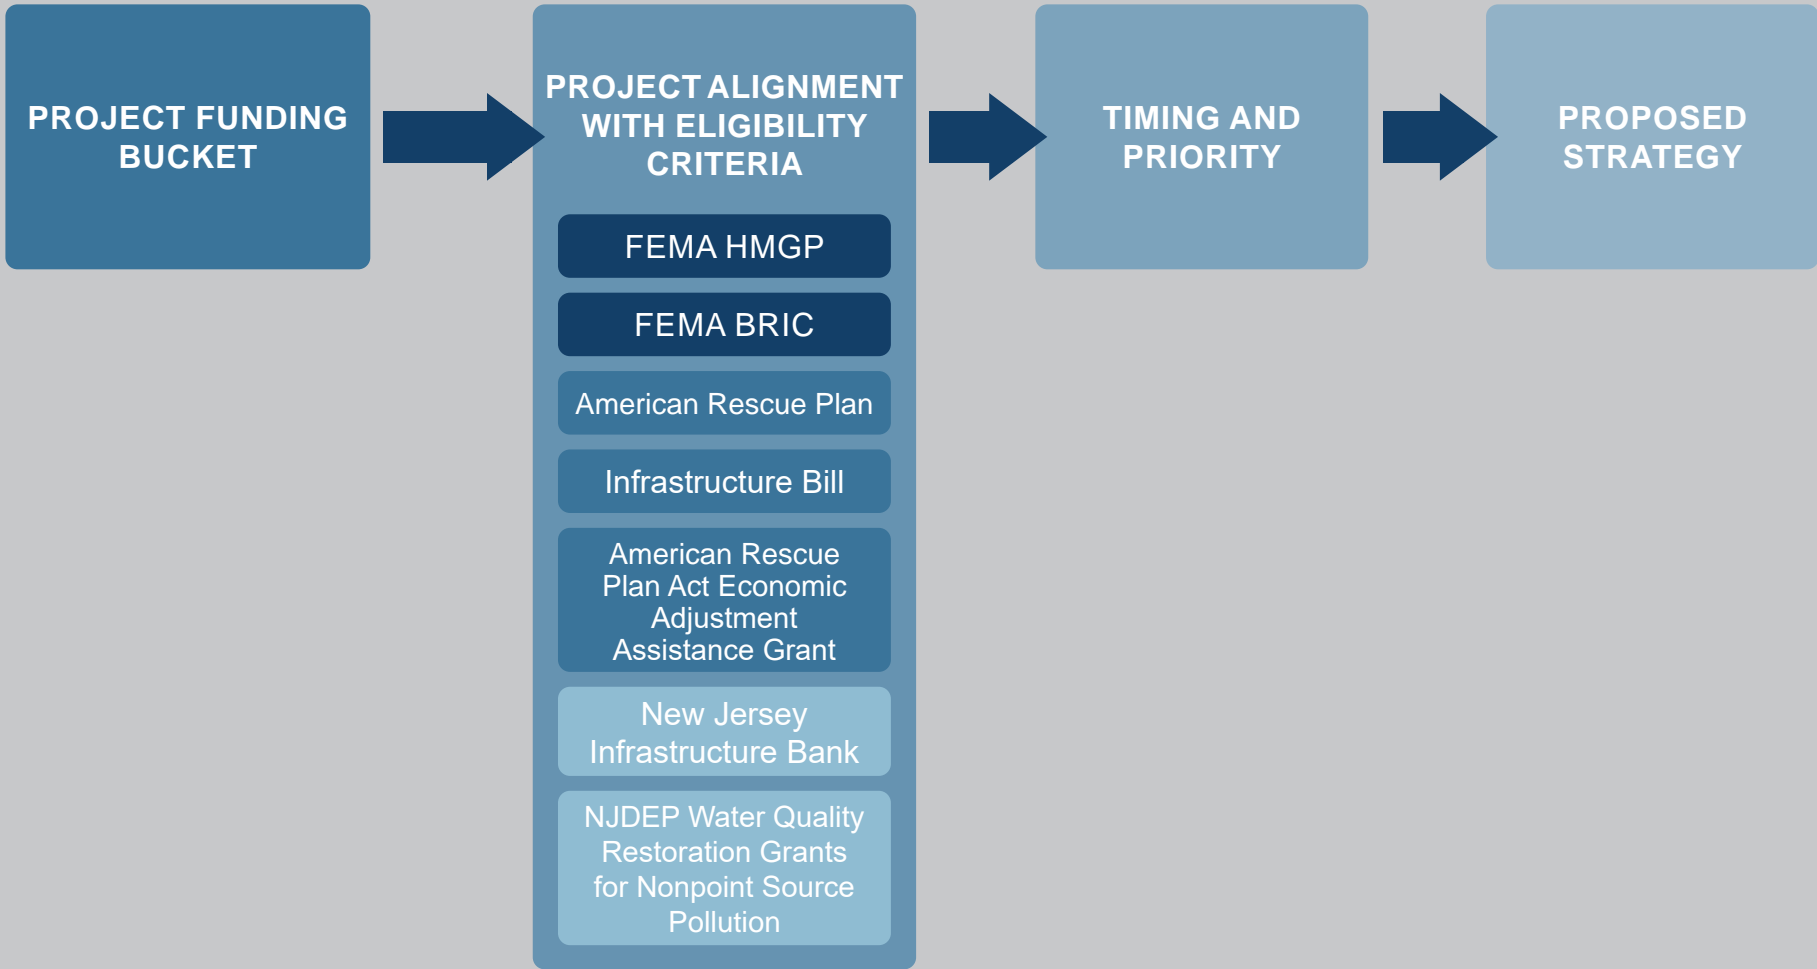 PROJECT FUNDING
BUCKET
PROJECT ALIGNMENT
WITH ELIGIBILITY
CRITERIA
FEMA HMGP
FEMA BRIC
American Rescue Plan
Infrastructure Bill
American Rescue
Plan Act Economic
Adjustment
Assistance Grant
New Jersey
Infrastructure Bank
NJDEP Water Quality
Restoration Grants
for Nonpoint Source
Pollution
TIMING AND
PRIORITY
PROPOSED
STRATEGY